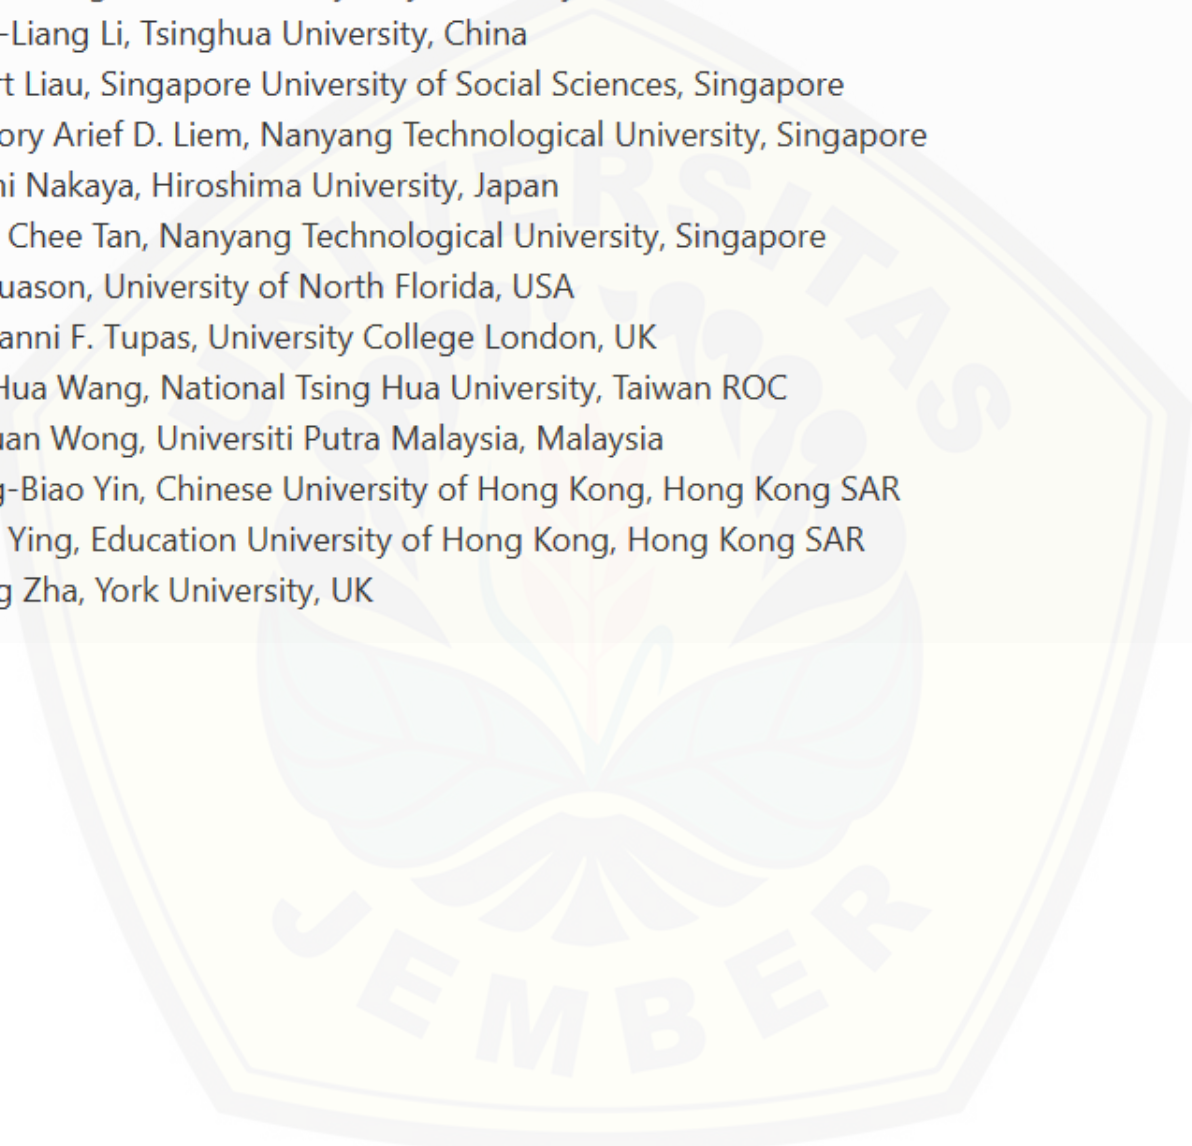 -Liang Li, Tsinghua University, China
rt Liau, Singapore University of Social Sciences, Singapore
ory Arief D. Liem, Nanyang Technological University, Singapore
ni Nakaya, Hiroshima University, Japan
Chee Tan, Nanyang Technological University, Singapore
uason, University of North Florida, USA
anni F. Tupas, University College London, UK
Hua Wang, National Tsing Hua University, Taiwan ROC
uan Wong, Universiti Putra Malaysia, Malaysia
g-Biao Yin, Chinese University of Hong Kong, Hong Kong SAR
Ying, Education University of Hong Kong, Hong Kong SAR
g Zha, York University, UK
UNIVERSITAS
JEMBER